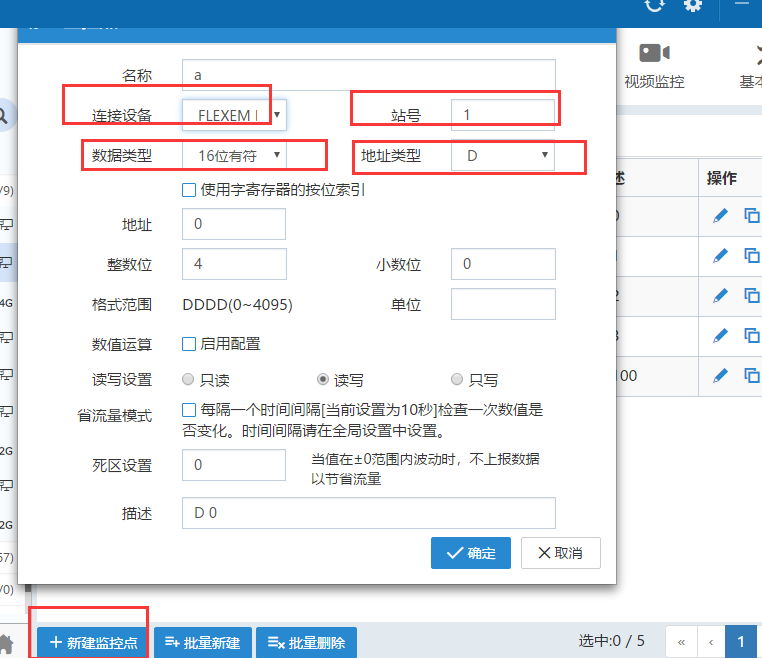 视频监控
基本
名称 a
连接设备 FLEXEM
站号 1
数据类型 16位有符
地址类型 D
使用字寄存器的按位索引
地址 0
整数位 4
小数位 0
格式范围 DDDD(0~4095)
单位
数值运算 启用配置
读写设置 只读 读写 只写
省流量模式 每隔一个时间间隔[当前设置为10秒]检查一次数值是
否变化。时间间隔请在全局设置中设置。
死区设置 0
当值在±0范围内波动时，不上报数据
以节省流量
描述 D 0
确定 取消
述 操作
2
3
100
/9)
4G
2G
2G
57)
/0)
+ 新建监控点 批量新建 批量删除
选中:0 / 5 « ‹ 1